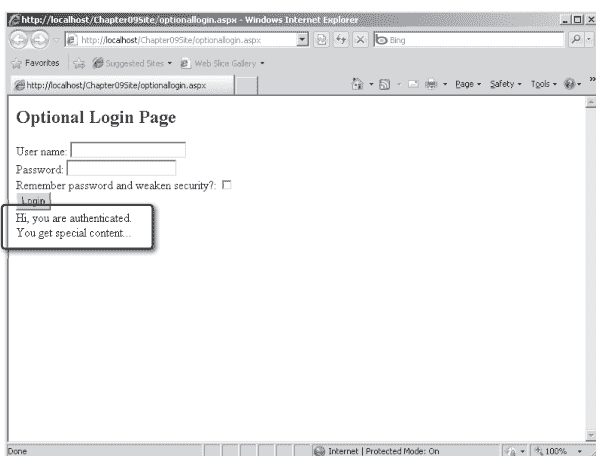 http://localhost/Chapter09Site/optionallogin.aspx - Windows Internet Explorer
http://localhost/Chapter09Site/optionallogin.aspx
Bing
Favorites Suggested Sites Web Slice Gallery
http://localhost/Chapter09Site/optionallogin.aspx
Page Safety Tools
Optional Login Page
User name:
Password:
Remember password and weaken security?:
Login
Hi, you are authenticated.
You get special content...
Done Internet | Protected Mode: On 100%